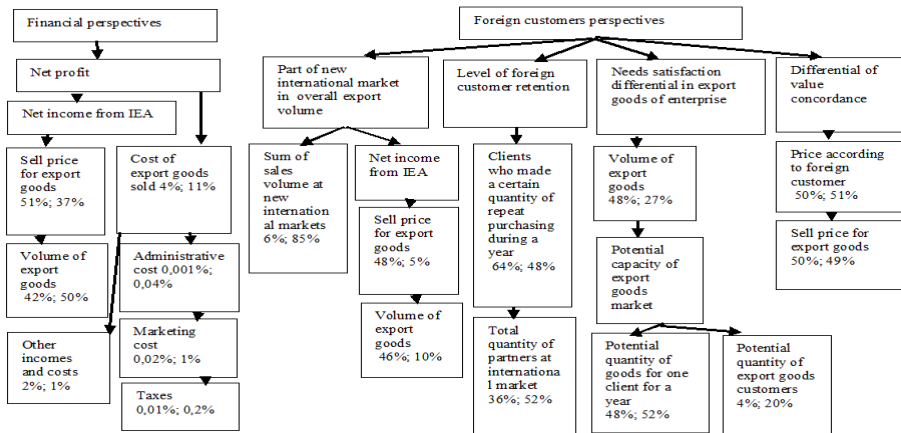 Financial perspectives
Net profit
Net income from IEA
Sell price
for export
goods
51%; 37%
Cost of
export goods
sold 4%; 11%
Volume of
export
goods
42%; 50%
Administrative
cost 0,001%;
0,04%
Other
incomes
and costs
2%; 1%
Marketing
cost
0,02%; 1%
Taxes
0,01%; 0,2%
Foreign customers perspectives
Part of new
international market
in overall export
volume
Level of foreign
customer retention
Needs satisfaction
differential in export
goods of enterprise
Differential of
value
concordance
Sum of
sales
volume at
new
internation
al markets
6%; 85%
Net income
from IEA
Sell price
for export
goods
48%; 5%
Volume of
export
goods
46%; 10%
Clients
who made
a certain
quantity of
repeat
purchasing
during a
year
64%; 48%
Total
quantity of
partners at
internationa
l market
36%; 52%
Volume of
export
goods
48%; 27%
Potential
capacity of
export
goods
market
Potential
quantity of
goods for one
client for a
year
48%; 52%
Potential
quantity of
export goods
customers
4%; 20%
Price according
to foreign
customer
50%; 51%
Sell price for
export goods
50%; 49%